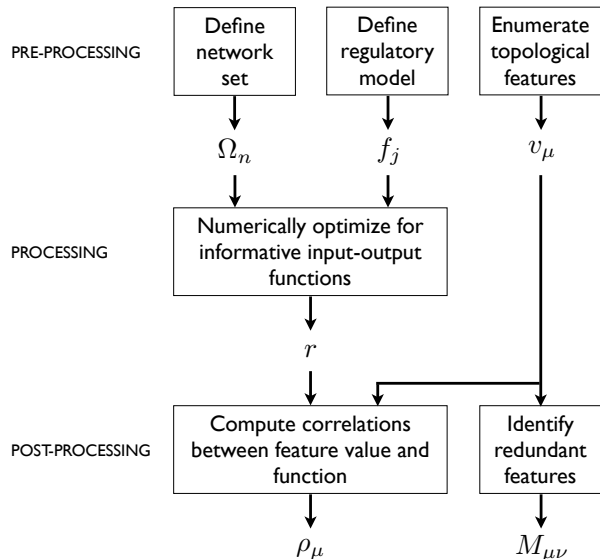 PRE-PROCESSING
Define
network
set
Define
regulatory
model
Enumerate
topological
features
Ωn
fj
vμ
PROCESSING
Numerically optimize for
informative input-output
functions
r
POST-PROCESSING
Compute correlations
between feature value and
function
Identify
redundant
features
ρμ
Mμν